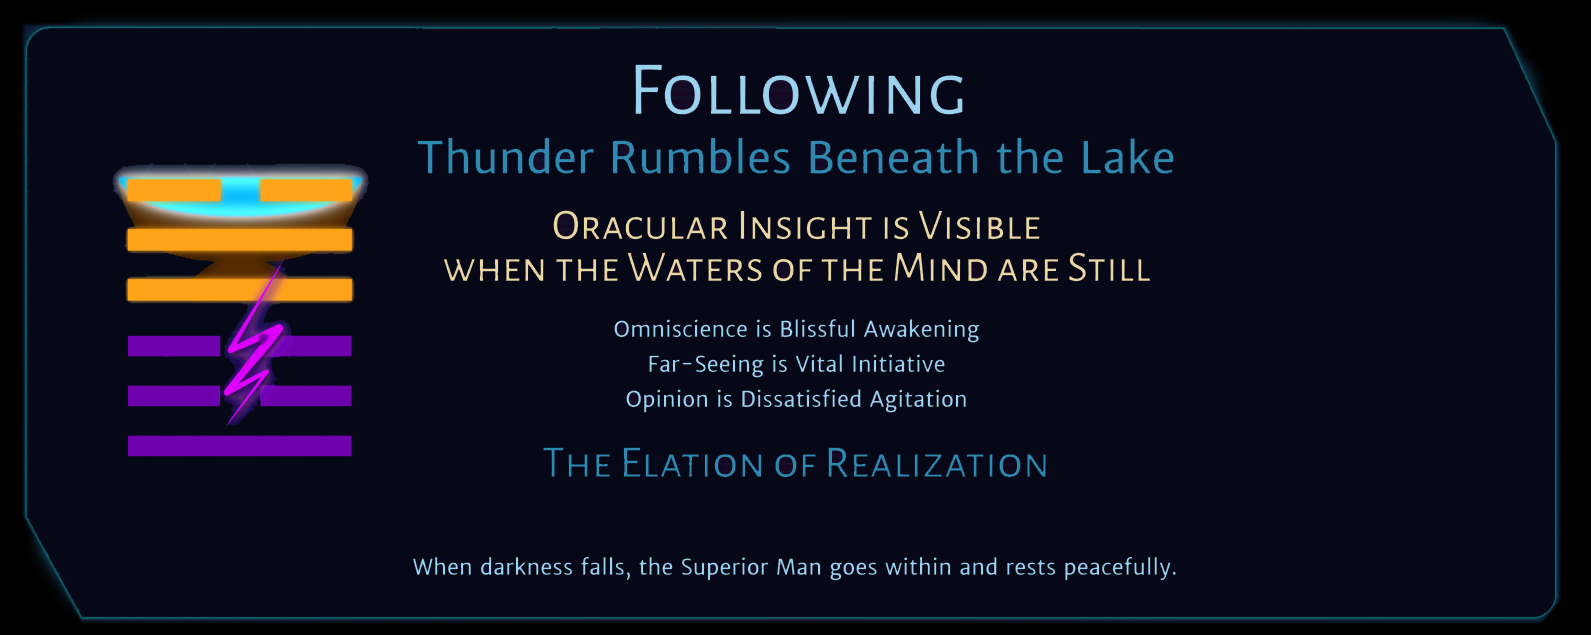 Following
Thunder Rumbles Beneath the Lake
Oracular Insight is Visible
when the Waters of the Mind are Still
Omniscience is Blissful Awakening
Far-Seeing is Vital Initiative
Opinion is Dissatisfied Agitation
The Elation of Realization
When darkness falls, the Superior Man goes within and rests peacefully.